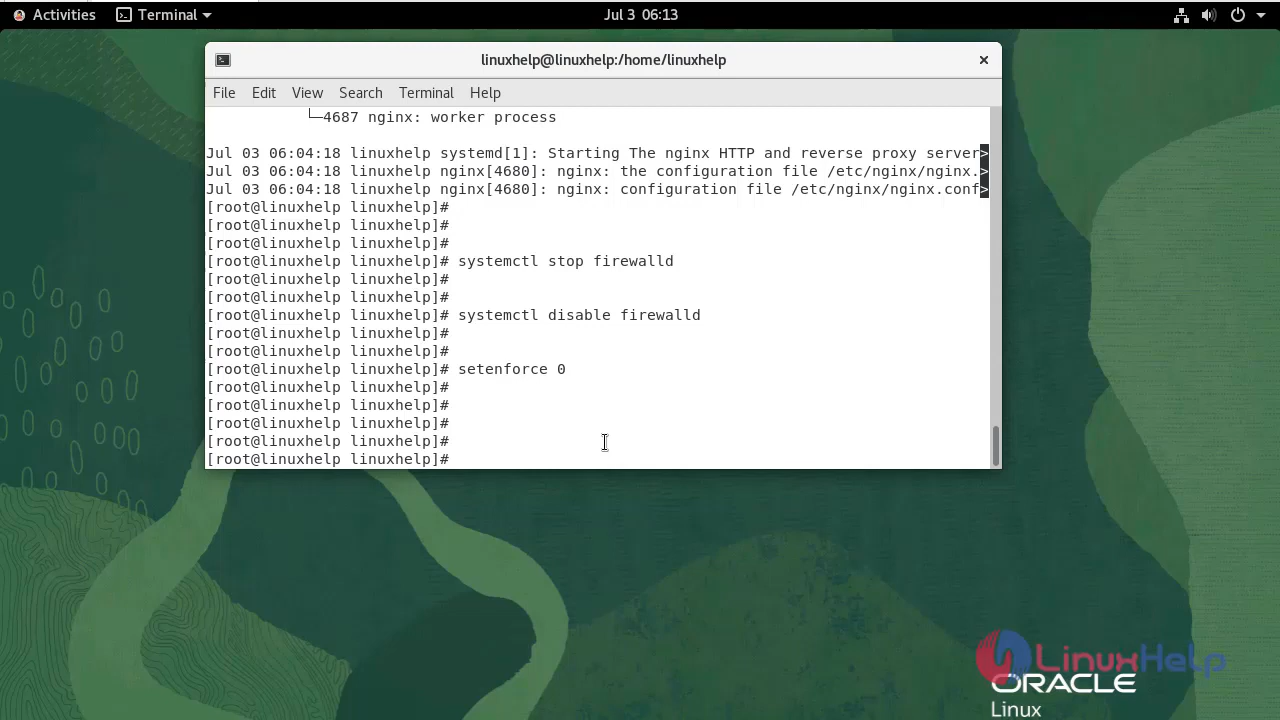 Activities Terminal Jul 3 06:13
linuxhelp@linuxhelp:/home/linuxhelp
File Edit View Search Terminal Help
└─4687 nginx: worker process
Jul 03 06:04:18 linuxhelp systemd[1]: Starting The nginx HTTP and reverse proxy server>
Jul 03 06:04:18 linuxhelp nginx[4680]: nginx: the configuration file /etc/nginx/nginx.>
Jul 03 06:04:18 linuxhelp nginx[4680]: nginx: configuration file /etc/nginx/nginx.conf>
[root@linuxhelp linuxhelp]#
[root@linuxhelp linuxhelp]#
[root@linuxhelp linuxhelp]#
[root@linuxhelp linuxhelp]# systemctl stop firewalld
[root@linuxhelp linuxhelp]#
[root@linuxhelp linuxhelp]#
[root@linuxhelp linuxhelp]# systemctl disable firewalld
[root@linuxhelp linuxhelp]#
[root@linuxhelp linuxhelp]#
[root@linuxhelp linuxhelp]# setenforce 0
[root@linuxhelp linuxhelp]#
[root@linuxhelp linuxhelp]#
[root@linuxhelp linuxhelp]#
[root@linuxhelp linuxhelp]#
[root@linuxhelp linuxhelp]#
LinuxHelp
ORACLE
Linux